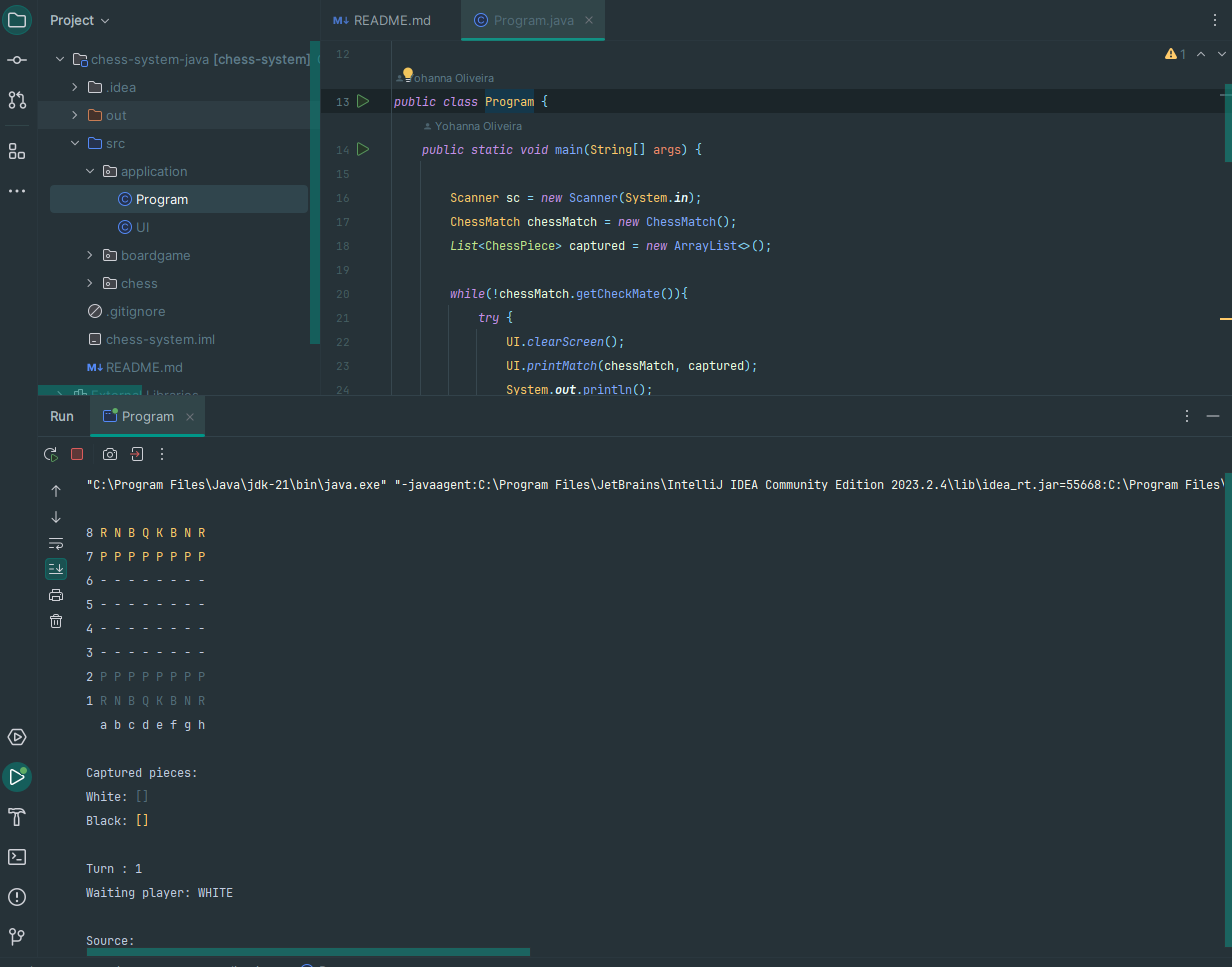 Project
README.md
Program.java
chess-system-java [chess-system]
.idea
out
src
application
Program
UI
boardgame
chess
.gitignore
chess-system.iml
README.md
External Libraries
1
12
Yohanna Oliveira
13 public class Program {
Yohanna Oliveira
14 public static void main(String[] args) {
15
16 Scanner sc = new Scanner(System.in);
17 ChessMatch chessMatch = new ChessMatch();
18 List<ChessPiece> captured = new ArrayList<>();
19
20 while(!chessMatch.getCheckMate()){
21 try {
22 UI.clearScreen();
23 UI.printMatch(chessMatch, captured);
24 System.out.println();
Run
Program
"C:\Program Files\Java\jdk-21\bin\java.exe" "-javaagent:C:\Program Files\JetBrains\IntelliJ IDEA Community Edition 2023.2.4\lib\idea_rt.jar=55668:C:\Program Files\
8 R N B Q K B N R
7 P P P P P P P P
6 - - - - - - - -
5 - - - - - - - -
4 - - - - - - - -
3 - - - - - - - -
2 P P P P P P P P
1 R N B Q K B N R
a b c d e f g h
Captured pieces:
White: []
Black: []
Turn : 1
Waiting player: WHITE
Source: